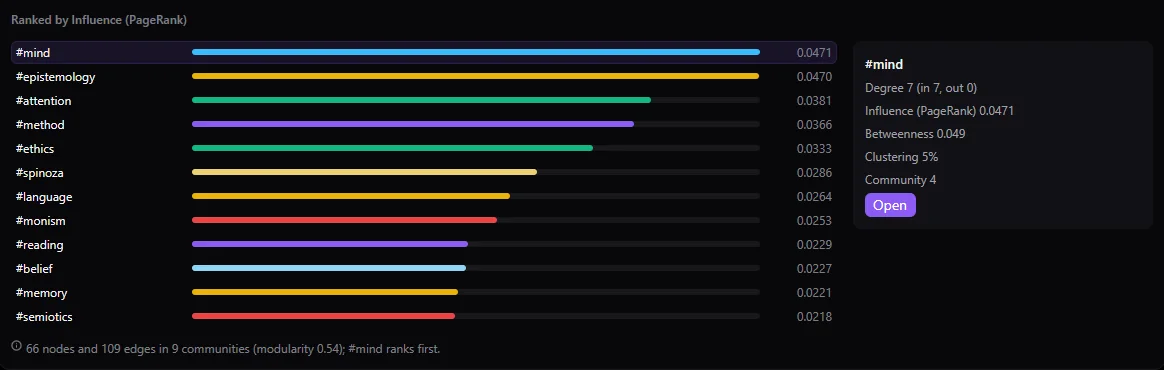 Ranked by Influence (PageRank)
#mind 0.0471
#epistemology 0.0470
#attention 0.0381
#method 0.0366
#ethics 0.0333
#spinoza 0.0286
#language 0.0264
#monism 0.0253
#reading 0.0229
#belief 0.0227
#memory 0.0221
#semiotics 0.0218
66 nodes and 109 edges in 9 communities (modularity 0.54); #mind ranks first.
#mind
Degree 7 (in 7, out 0)
Influence (PageRank) 0.0471
Betweenness 0.049
Clustering 5%
Community 4
Open